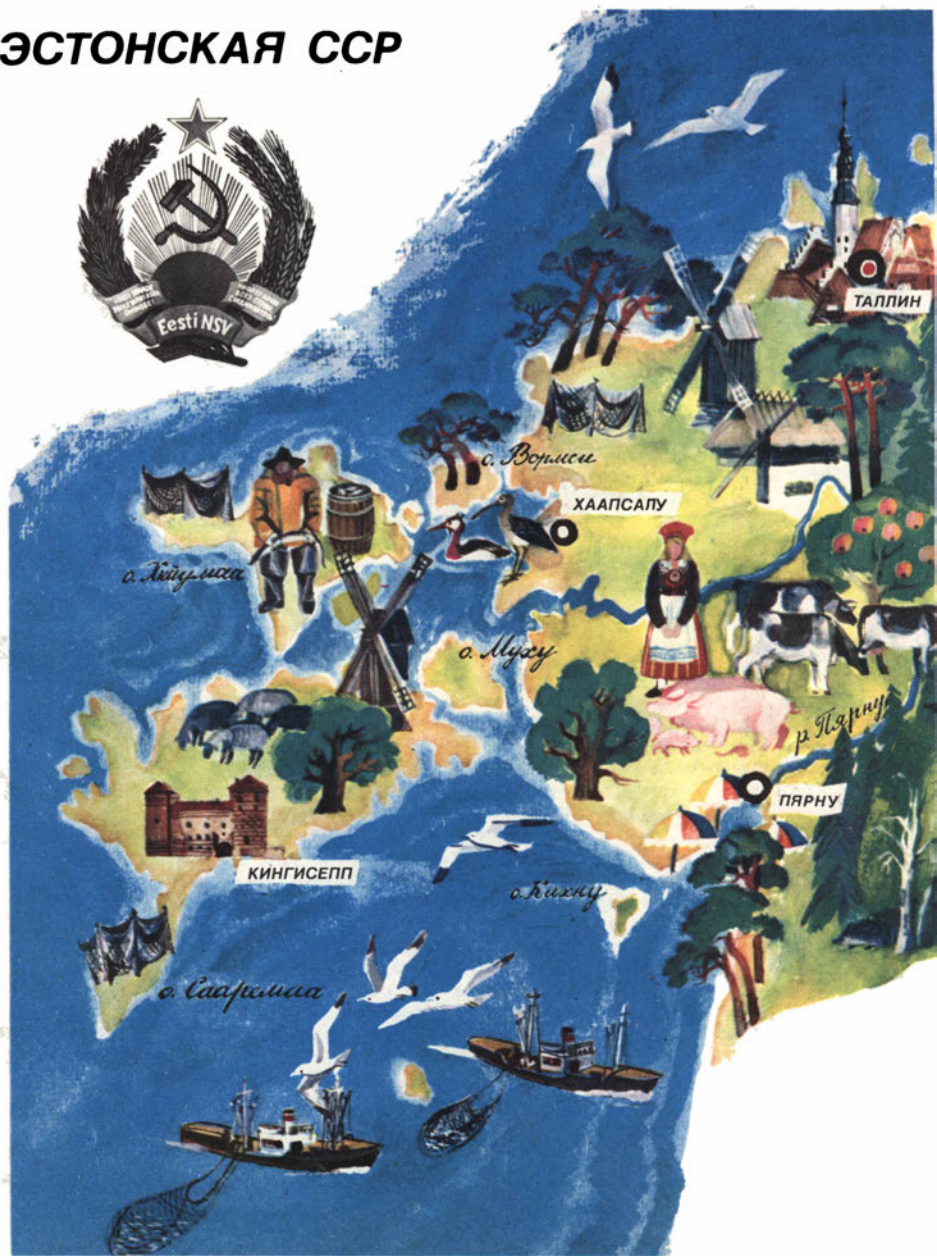 ЭСТОНСКАЯ ССР
Eesti NSV
ТАЛЛИН
о. Вормси
ХААПСАЛУ
о. Хийумаа
о. Муху
р. Пярну
ПЯРНУ
КИНГИСЕПП
о. Кихну
о. Сааремаа